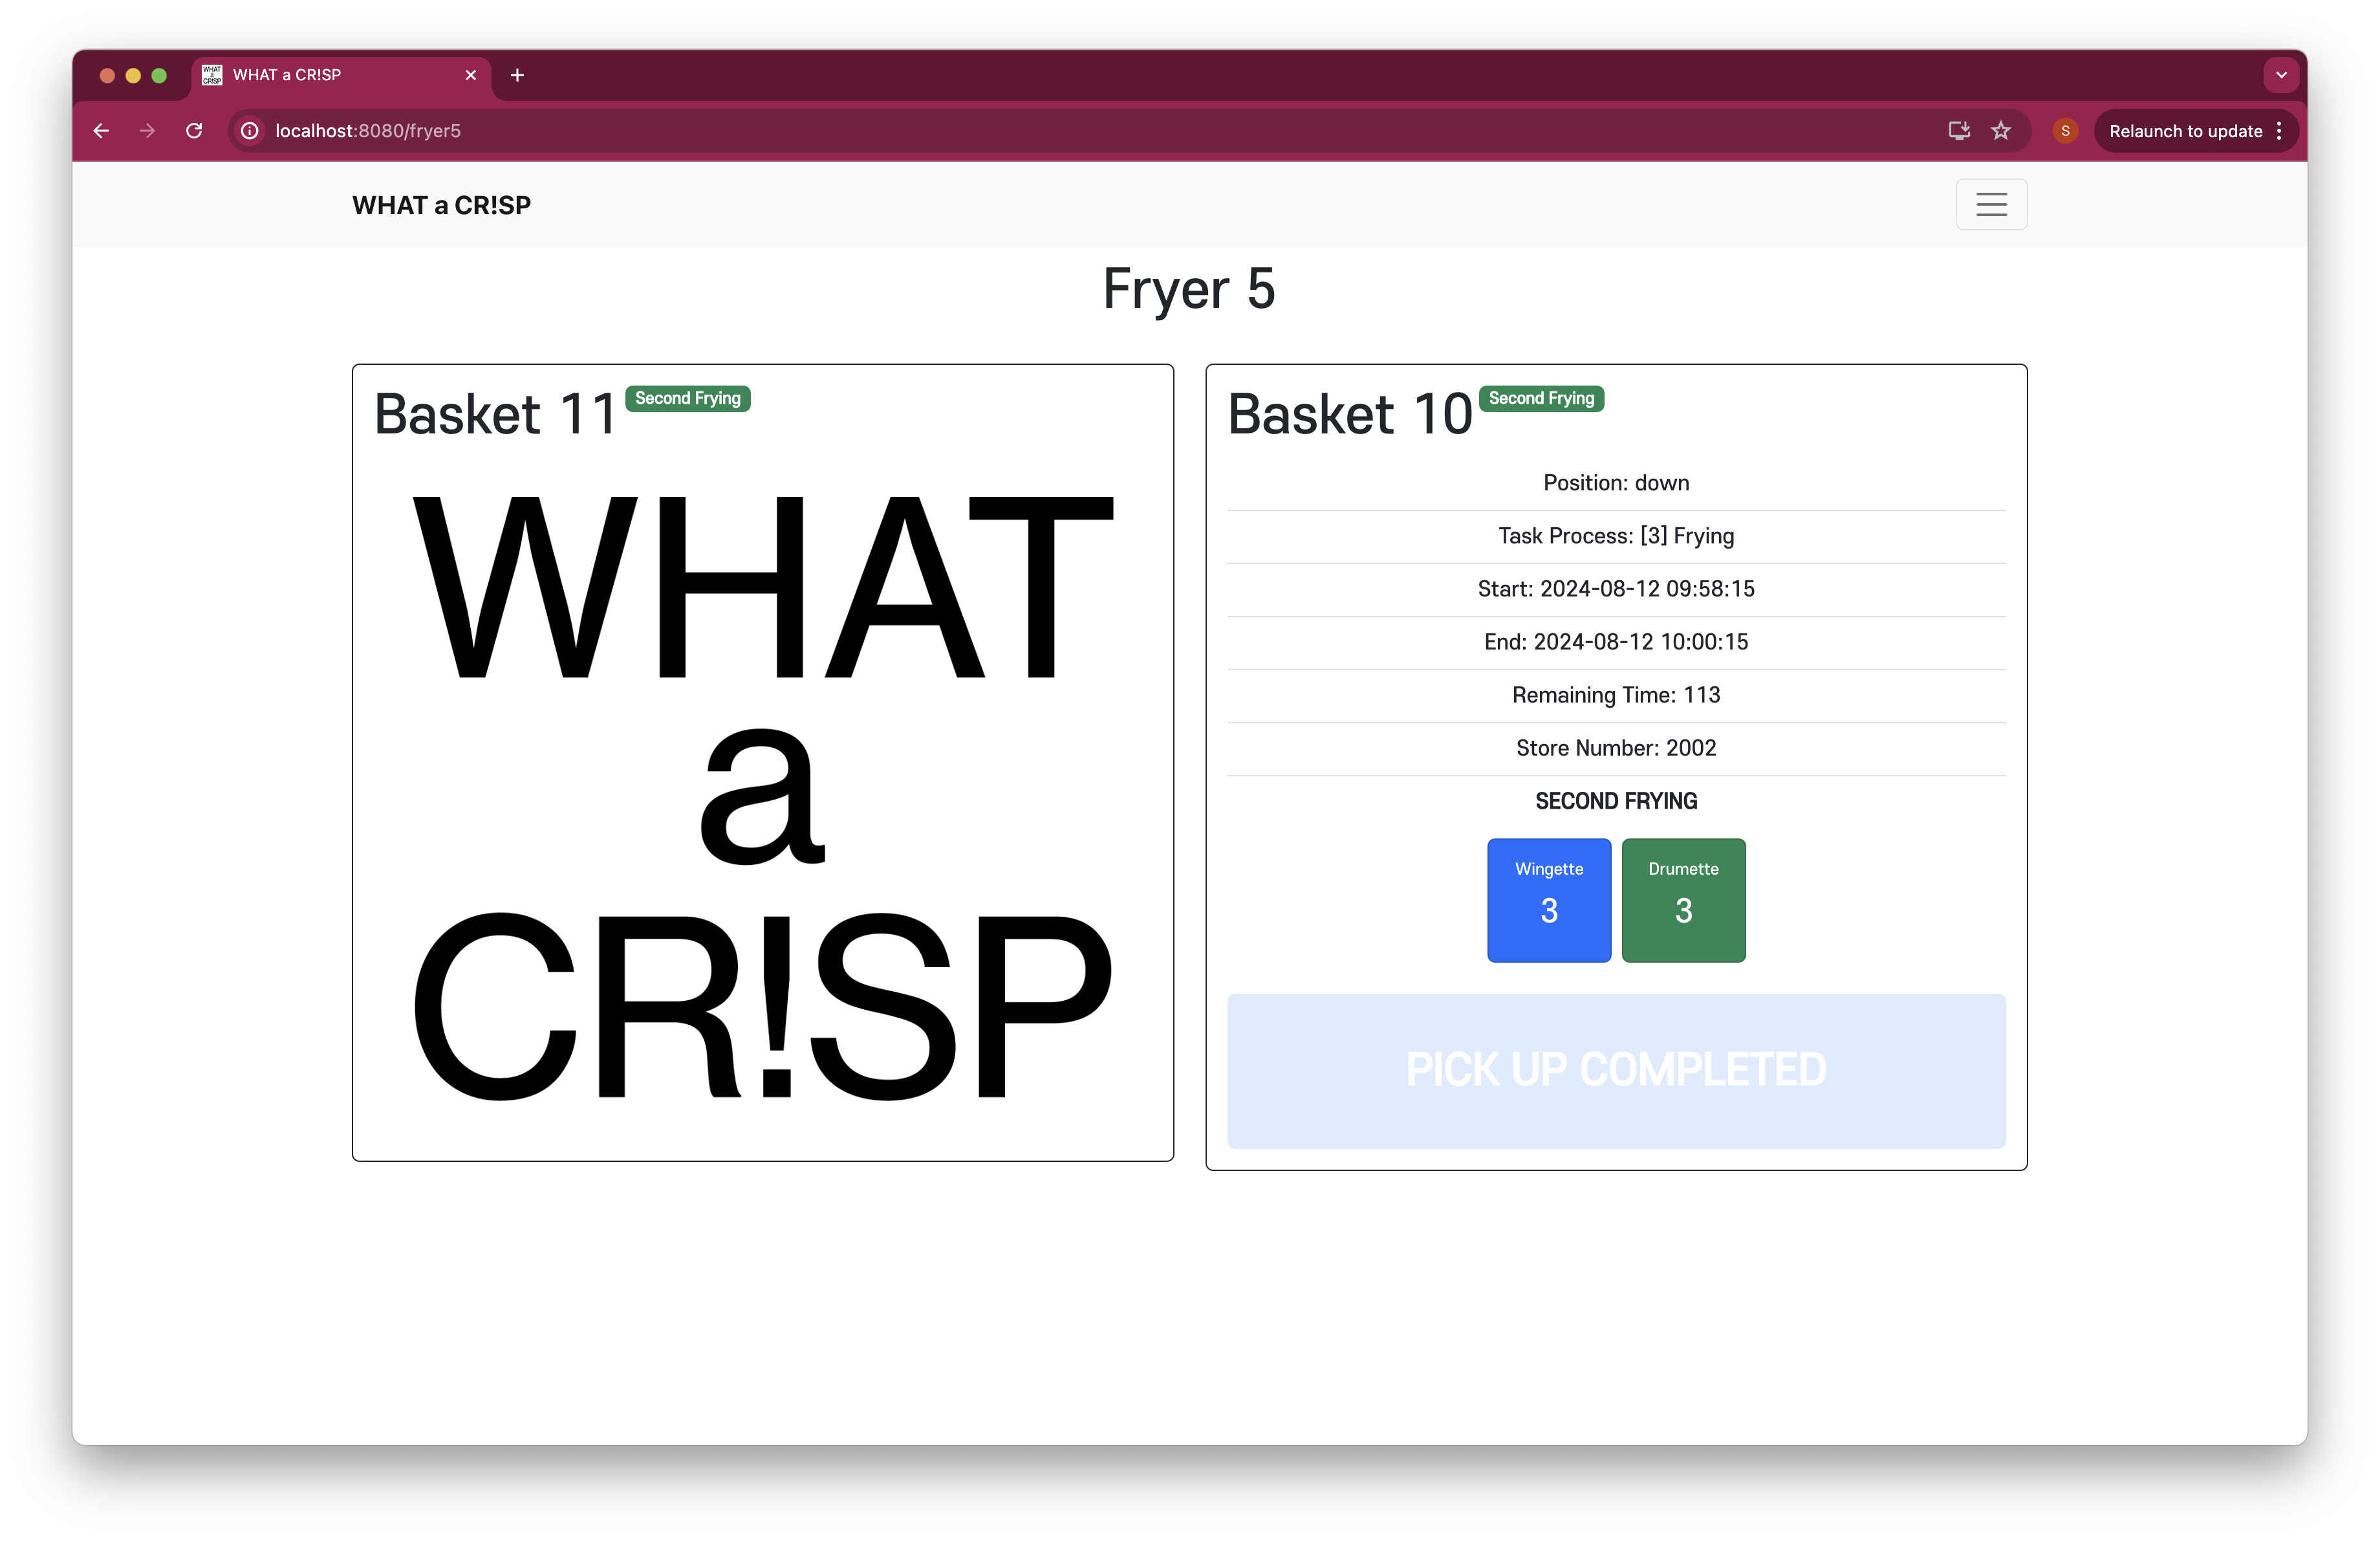 WHAT a CR!SP
localhost:8080/fryer5
S
Relaunch to update
WHAT a CR!SP
Fryer 5
Basket 11 Second Frying
WHAT
a
CR!SP
Basket 10 Second Frying
Position: down
Task Process: [3] Frying
Start: 2024-08-12 09:58:15
End: 2024-08-12 10:00:15
Remaining Time: 113
Store Number: 2002
SECOND FRYING
Wingette Drumette
3 3
PICK UP COMPLETED